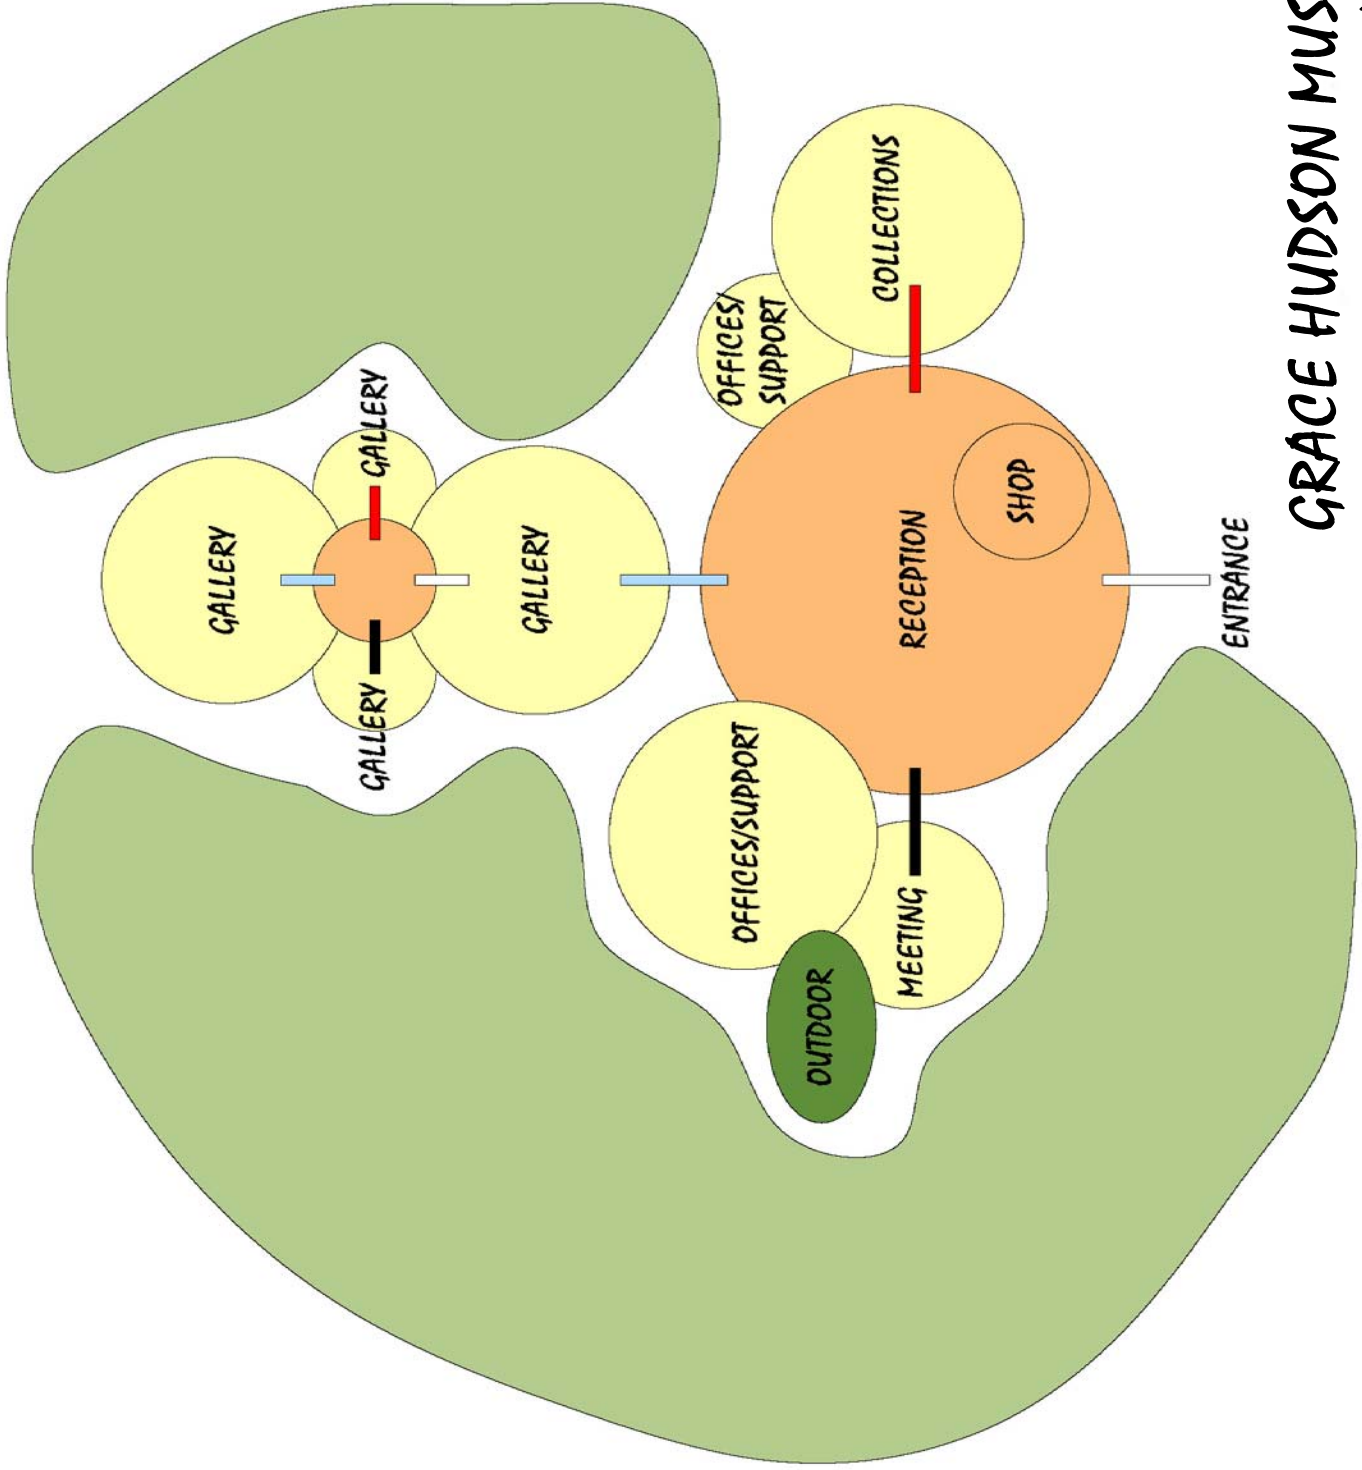 GALLERY
GALLERY
GALLERY
GALLERY
OFFICES/SUPPORT
OFFICES/
SUPPORT
OUTDOOR
MEETING
RECEPTION
COLLECTIONS
SHOP
ENTRANCE
GRACE HUDSON MUS